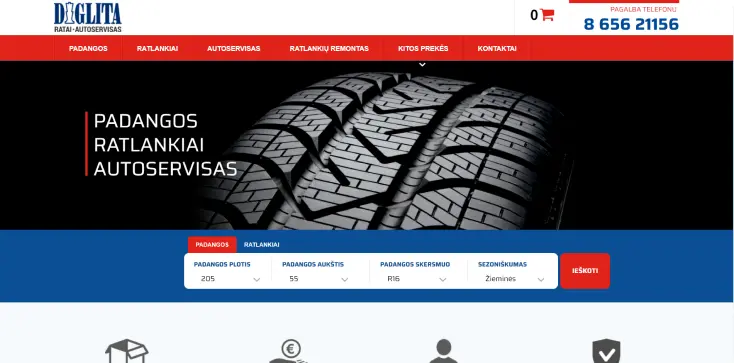 DIGLITA
RATAI•AUTOSERVISAS
0
PAGALBA TELEFONU
8 656 21156
PADANGOS
RATLANKIAI
AUTOSERVISAS
RATLANKIŲ REMONTAS
KITOS PREKĖS
KONTAKTAI
PADANGOS
RATLANKIAI
AUTOSERVISAS
PADANGOS RATLANKIAI
PADANGOS PLOTIS
PADANGOS AUKŠTIS
PADANGOS SKERSMUO
SEZONIŠKUMAS
205
55
R16
Žieminės
IEŠKOTI
€